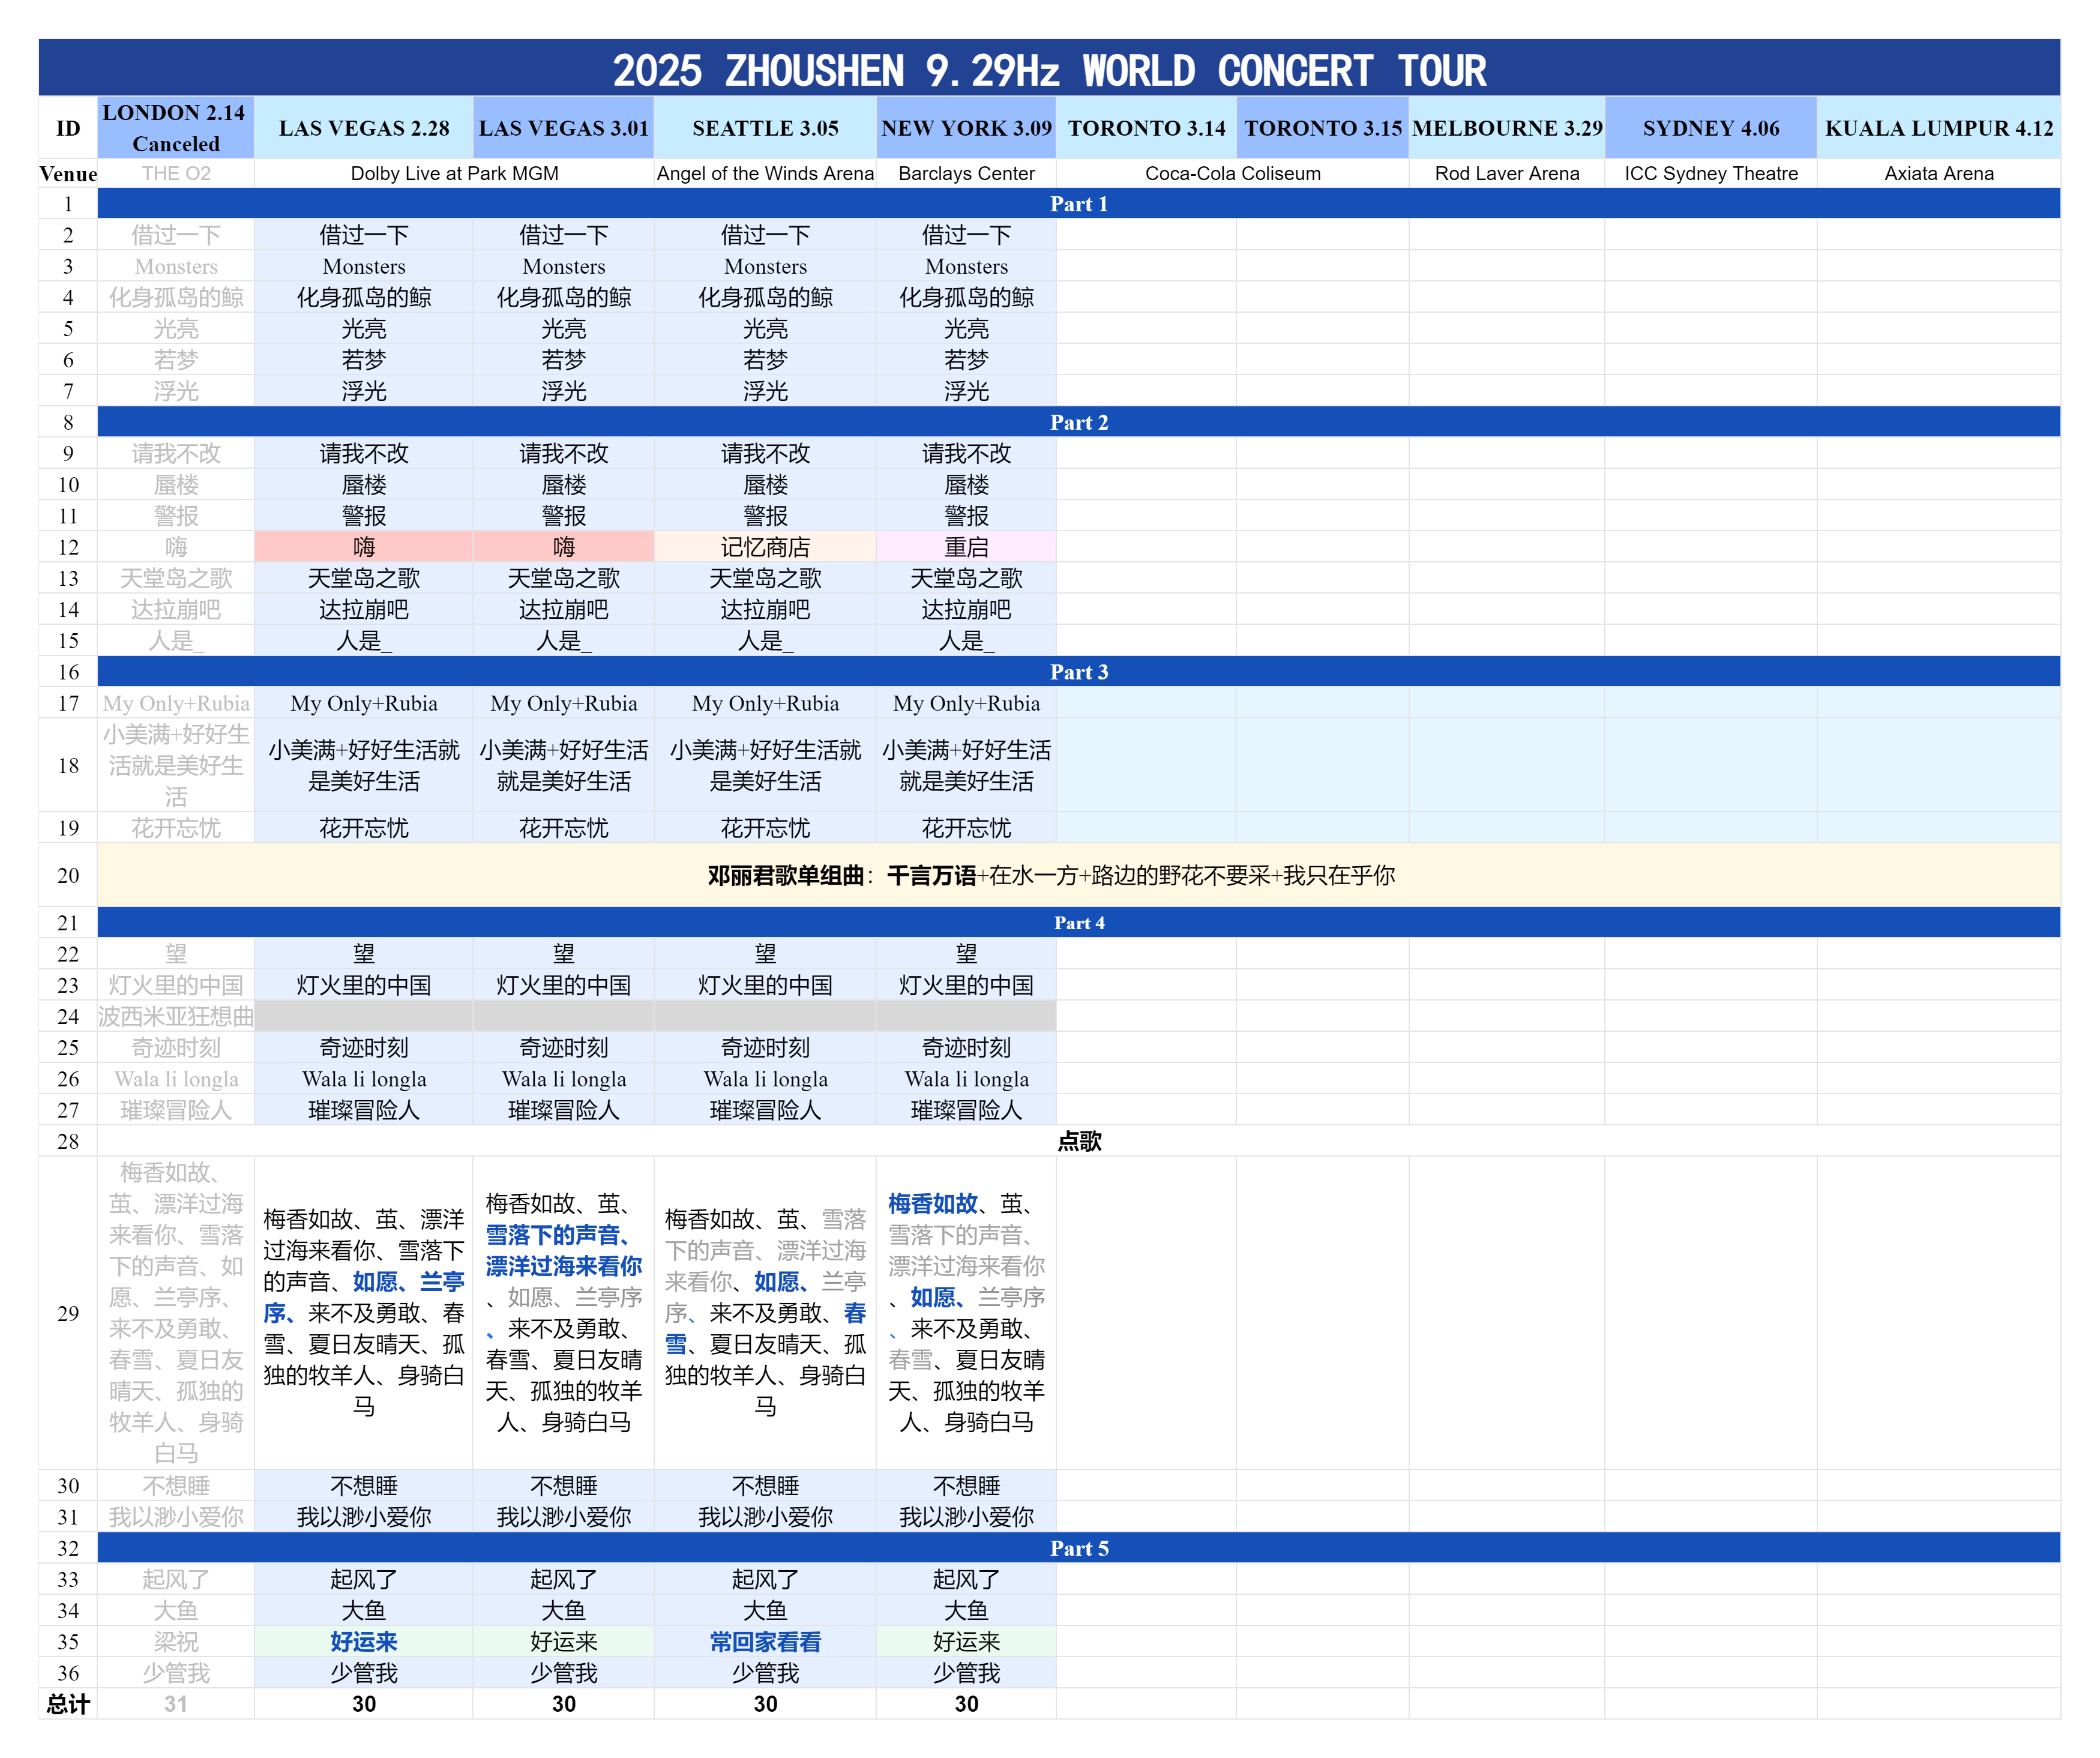 2025 ZHOUSHEN 9.29Hz WORLD CONCERT TOUR
ID LONDON 2.14 Canceled LAS VEGAS 2.28 LAS VEGAS 3.01 SEATTLE 3.05 NEW YORK 3.09 TORONTO 3.14 TORONTO 3.15 MELBOURNE 3.29 SYDNEY 4.06 KUALA LUMPUR 4.12
Venue THE O2 Dolby Live at Park MGM Angel of the Winds Arena Barclays Center Coca-Cola Coliseum Rod Laver Arena ICC Sydney Theatre Axiata Arena
1 Part 1
2 借过一下 借过一下 借过一下 借过一下 借过一下
3 Monsters Monsters Monsters Monsters Monsters
4 化身孤岛的鲸 化身孤岛的鲸 化身孤岛的鲸 化身孤岛的鲸 化身孤岛的鲸
5 光亮 光亮 光亮 光亮 光亮
6 若梦 若梦 若梦 若梦 若梦
7 浮光 浮光 浮光 浮光 浮光
8 Part 2
9 请我不改 请我不改 请我不改 请我不改 请我不改
10 蜃楼 蜃楼 蜃楼 蜃楼 蜃楼
11 警报 警报 警报 警报 警报
12 嗨 嗨 嗨 记忆商店 重启
13 天堂岛之歌 天堂岛之歌 天堂岛之歌 天堂岛之歌 天堂岛之歌
14 达拉崩吧 达拉崩吧 达拉崩吧 达拉崩吧 达拉崩吧
15 人是_ 人是_ 人是_ 人是_ 人是_
16 Part 3
17 My Only+Rubia My Only+Rubia My Only+Rubia My Only+Rubia My Only+Rubia
18 小美满+好好生活就是美好生活 小美满+好好生活就是美好生活 小美满+好好生活就是美好生活 小美满+好好生活就是美好生活 小美满+好好生活就是美好生活
19 花开忘忧 花开忘忧 花开忘忧 花开忘忧 花开忘忧
20 邓丽君歌单组曲：千言万语+在水一方+路边的野花不要采+我只在乎你
21 Part 4
22 望 望 望 望 望
23 灯火里的中国 灯火里的中国 灯火里的中国 灯火里的中国 灯火里的中国
24 波西米亚狂想曲
25 奇迹时刻 奇迹时刻 奇迹时刻 奇迹时刻 奇迹时刻
26 Wala li longla Wala li longla Wala li longla Wala li longla Wala li longla
27 璀璨冒险人 璀璨冒险人 璀璨冒险人 璀璨冒险人 璀璨冒险人
28 点歌
29
梅香如故、
茧、漂洋过海
来看你、雪落
下的声音、如
愿、兰亭序、
来不及勇敢、
春雪、夏日友
晴天、孤独的
牧羊人、身骑
白马
梅香如故、茧、漂洋
过海来看你、雪落下
的声音、如愿、兰亭
序、来不及勇敢、春
雪、夏日友晴天、孤
独的牧羊人、身骑白
马
梅香如故、茧、
雪落下的声音、
漂洋过海来看你
、如愿、兰亭序
、来不及勇敢、
春雪、夏日友晴
天、孤独的牧羊
人、身骑白马
梅香如故、茧、雪落
下的声音、漂洋过海
来看你、如愿、兰亭
序、来不及勇敢、春
雪、夏日友晴天、孤
独的牧羊人、身骑白
马
梅香如故、茧、
雪落下的声音、
漂洋过海来看你
、如愿、兰亭序
、来不及勇敢、
春雪、夏日友晴
天、孤独的牧羊
人、身骑白马
30 不想睡 不想睡 不想睡 不想睡 不想睡
31 我以渺小爱你 我以渺小爱你 我以渺小爱你 我以渺小爱你 我以渺小爱你
32 Part 5
33 起风了 起风了 起风了 起风了 起风了
34 大鱼 大鱼 大鱼 大鱼 大鱼
35 梁祝 好运来 好运来 常回家看看 好运来
36 少管我 少管我 少管我 少管我 少管我
总计 31 30 30 30 30